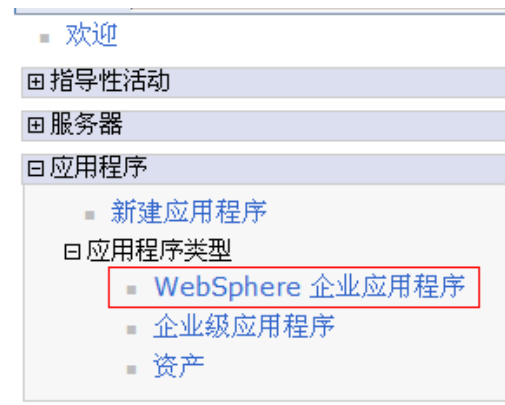 欢迎
指导性活动
服务器
应用程序
新建应用程序
应用程序类型
WebSphere 企业应用程序
企业级应用程序
资产